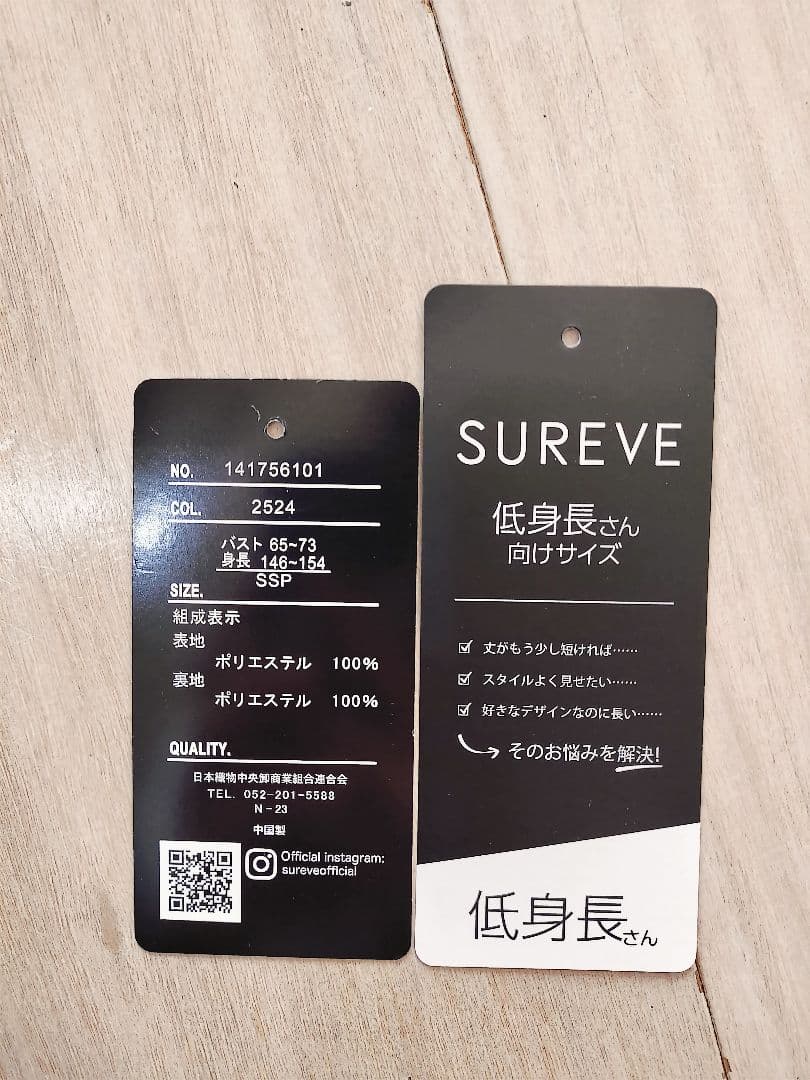 NO. 141756101
COL. 2524
バスト 65~73
身長 146~154
SIZE. SSP
組成表示
表地
ポリエステル 100%
裏地
ポリエステル 100%
QUALITY.
日本織物中央卸商業組合連合会
TEL. 052-201-5588
N-23
中国製
Official instagram:
sureveofficial
SUREVE
低身長さん
向けサイズ
丈がもう少し短ければ……
スタイルよく見せたい……
好きなデザインなのに長い……
そのお悩みを解決!
低身長さん